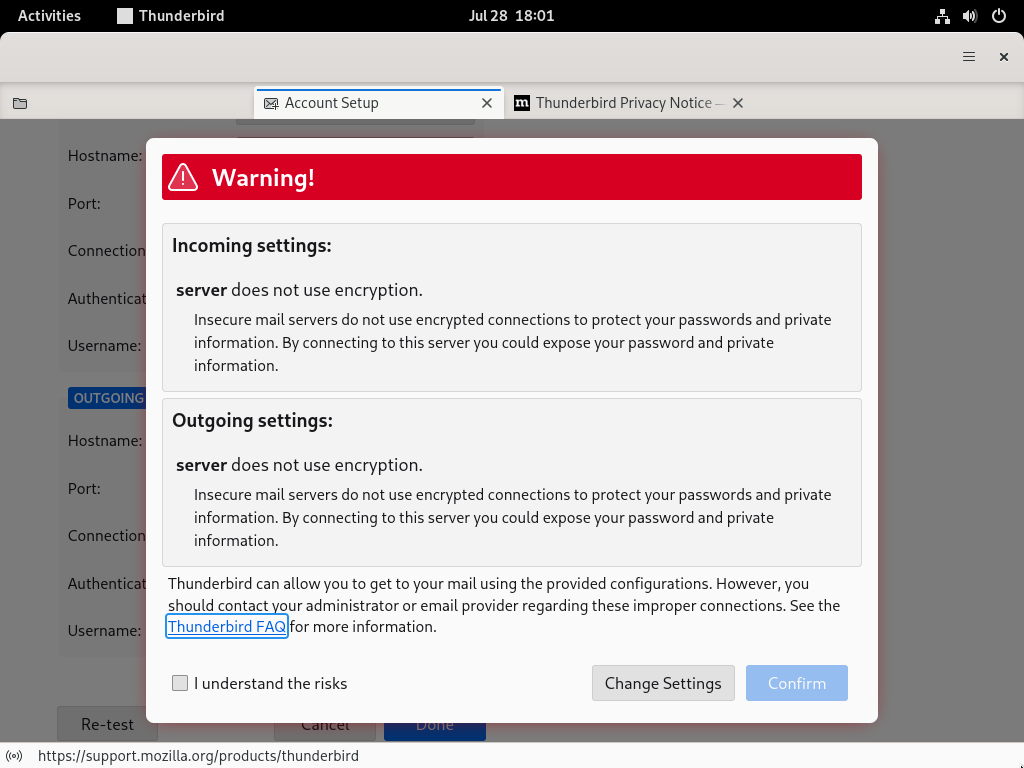 Activities Thunderbird Jul 28 18:01
Account Setup Thunderbird Privacy Notice —
Hostname:
Warning!
Port:
Incoming settings:
Connection
server does not use encryption.
Authenticat
Insecure mail servers do not use encrypted connections to protect your passwords and private
Username:
information. By connecting to this server you could expose your password and private
information.
OUTGOING
Outgoing settings:
Hostname:
server does not use encryption.
Port:
Insecure mail servers do not use encrypted connections to protect your passwords and private
information. By connecting to this server you could expose your password and private
Connection
information.
Authenticat
Thunderbird can allow you to get to your mail using the provided configurations. However, you
should contact your administrator or email provider regarding these improper connections. See the
Username:
Thunderbird FAQ for more information.
I understand the risks Change Settings Confirm
Re-test Cancel Done
https://support.mozilla.org/products/thunderbird